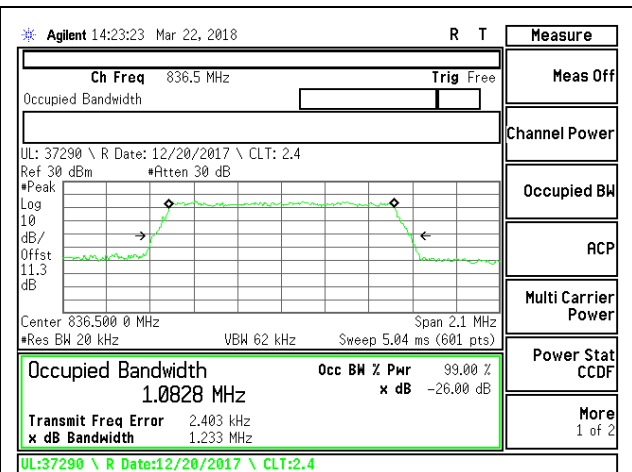 Agilent 14:23:23 Mar 22, 2018 R T
Measure
Ch Freq 836.5 MHz Trig Free
Occupied Bandwidth
UL: 37290 \ R Date: 12/20/2017 \ CLT: 2.4
Ref 30 dBm #Atten 30 dB
#Peak
Log
10
dB/
Offst
11.3
dB
Center 836.500 0 MHz Span 2.1 MHz
#Res BW 20 kHz VBW 62 kHz Sweep 5.04 ms (601 pts)
Occupied Bandwidth Occ BW % Pwr 99.00 %
1.0828 MHz x dB -26.00 dB
Transmit Freq Error 2.403 kHz
x dB Bandwidth 1.233 MHz
UL:37290 \ R Date:12/20/2017 \ CLT:2.4
Meas Off
Channel Power
Occupied BW
ACP
Multi Carrier
Power
Power Stat
CCDF
More
1 of 2